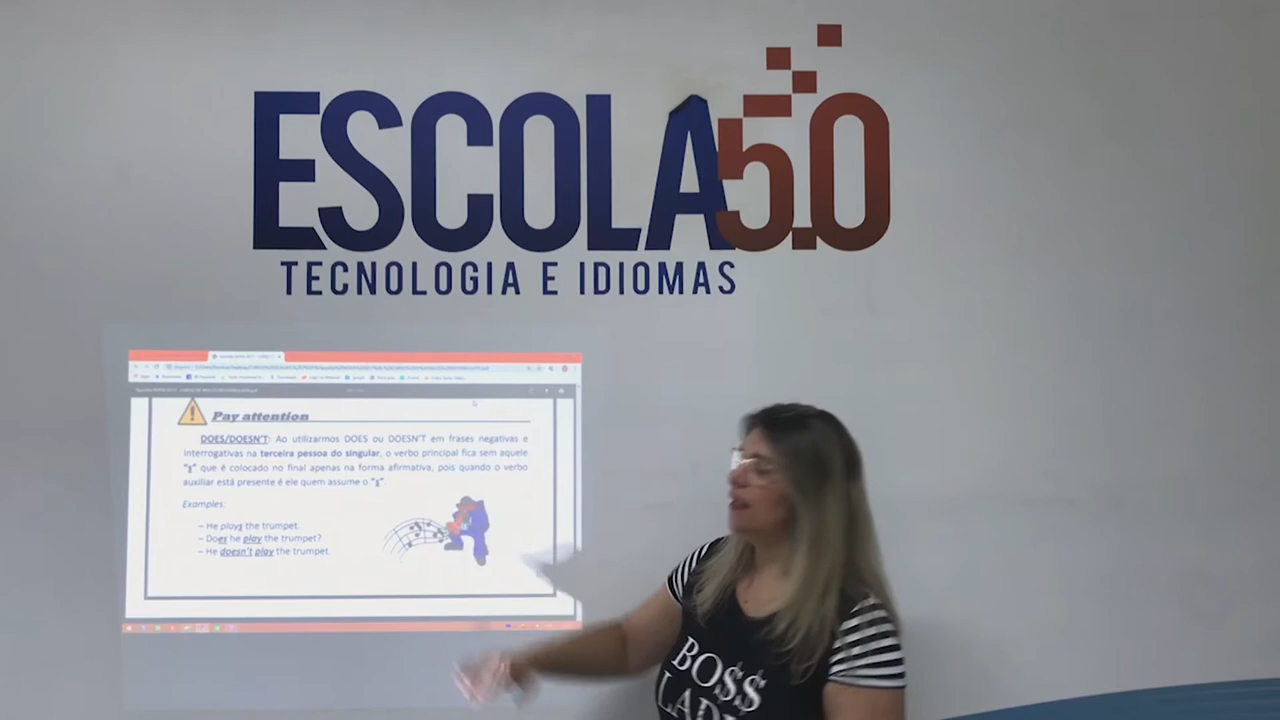 ESCOLA 5.0
TECNOLOGIA E IDIOMAS
Pay attention
DOES/DOESN'T: Ao utilizarmos DOES ou DOESN'T em frases negativas e
interrogativas na terceira pessoa do singular, o verbo principal fica sem aquele
"s" que é colocado no final apenas na forma afirmativa, pois quando o verbo
auxiliar está presente é ele quem assume o "s".
Examples:
– He plays the trumpet.
– Does he play the trumpet?
– He doesn't play the trumpet.
BO$$
LADY